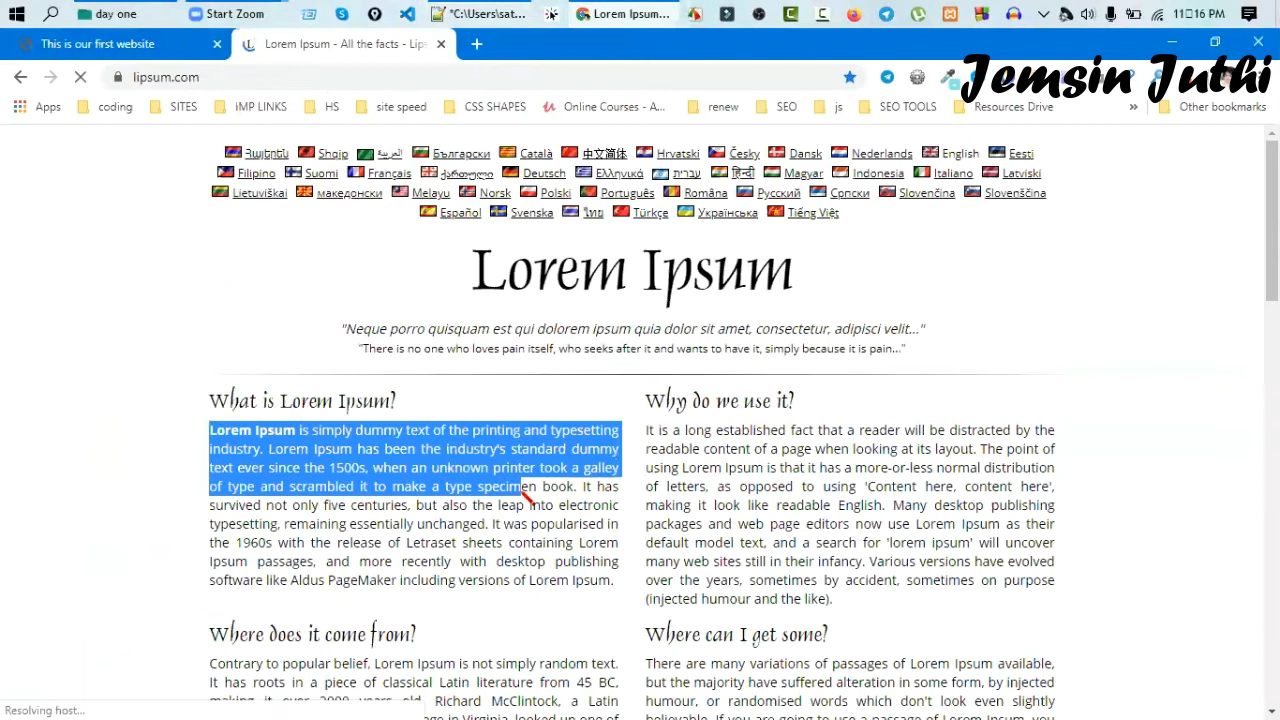 day one
Start Zoom
*"C:\Users\sat...
Lorem Ipsum...
11:16 PM
This is our first website
Lorem Ipsum - All the facts - Lip
Jemsin Juthi
lipsum.com
Apps
coding
SITES
iMP LINKS
HS
site speed
CSS SHAPES
Online Courses - A...
renew
SEO
js
SEO TOOLS
Resources Drive
»
Other bookmarks
Հայերեն Shqip العربية Български Català 中文简体 Hrvatski Česky Dansk Nederlands English Eesti
Filipino Suomi Français ქართული Deutsch Ελληνικά עברית हिन्दी Magyar Indonesia Italiano Latviski
Lietuviškai македонски Melayu Norsk Polski Português Româna Русский Српски Slovenčina Slovenščina
Español Svenska ไทย Türkçe Українська Tiếng Việt
Lorem Ipsum
"Neque porro quisquam est qui dolorem ipsum quia dolor sit amet, consectetur, adipisci velit..."
"There is no one who loves pain itself, who seeks after it and wants to have it, simply because it is pain..."
What is Lorem Ipsum?
Lorem Ipsum is simply dummy text of the printing and typesetting
industry. Lorem Ipsum has been the industry's standard dummy
text ever since the 1500s, when an unknown printer took a galley
of type and scrambled it to make a type specimen book. It has
survived not only five centuries, but also the leap into electronic
typesetting, remaining essentially unchanged. It was popularised in
the 1960s with the release of Letraset sheets containing Lorem
Ipsum passages, and more recently with desktop publishing
software like Aldus PageMaker including versions of Lorem Ipsum.
Why do we use it?
It is a long established fact that a reader will be distracted by the
readable content of a page when looking at its layout. The point of
using Lorem Ipsum is that it has a more-or-less normal distribution
of letters, as opposed to using 'Content here, content here',
making it look like readable English. Many desktop publishing
packages and web page editors now use Lorem Ipsum as their
default model text, and a search for 'lorem ipsum' will uncover
many web sites still in their infancy. Various versions have evolved
over the years, sometimes by accident, sometimes on purpose
(injected humour and the like).
Where does it come from?
Contrary to popular belief, Lorem Ipsum is not simply random text.
It has roots in a piece of classical Latin literature from 45 BC,
Richard McClintock, a Latin
Where can I get some?
There are many variations of passages of Lorem Ipsum available,
but the majority have suffered alteration in some form, by injected
humour, or randomised words which don't look even slightly
believable. If you are going to use a passage of Lorem Ipsum, you
Resolving host...